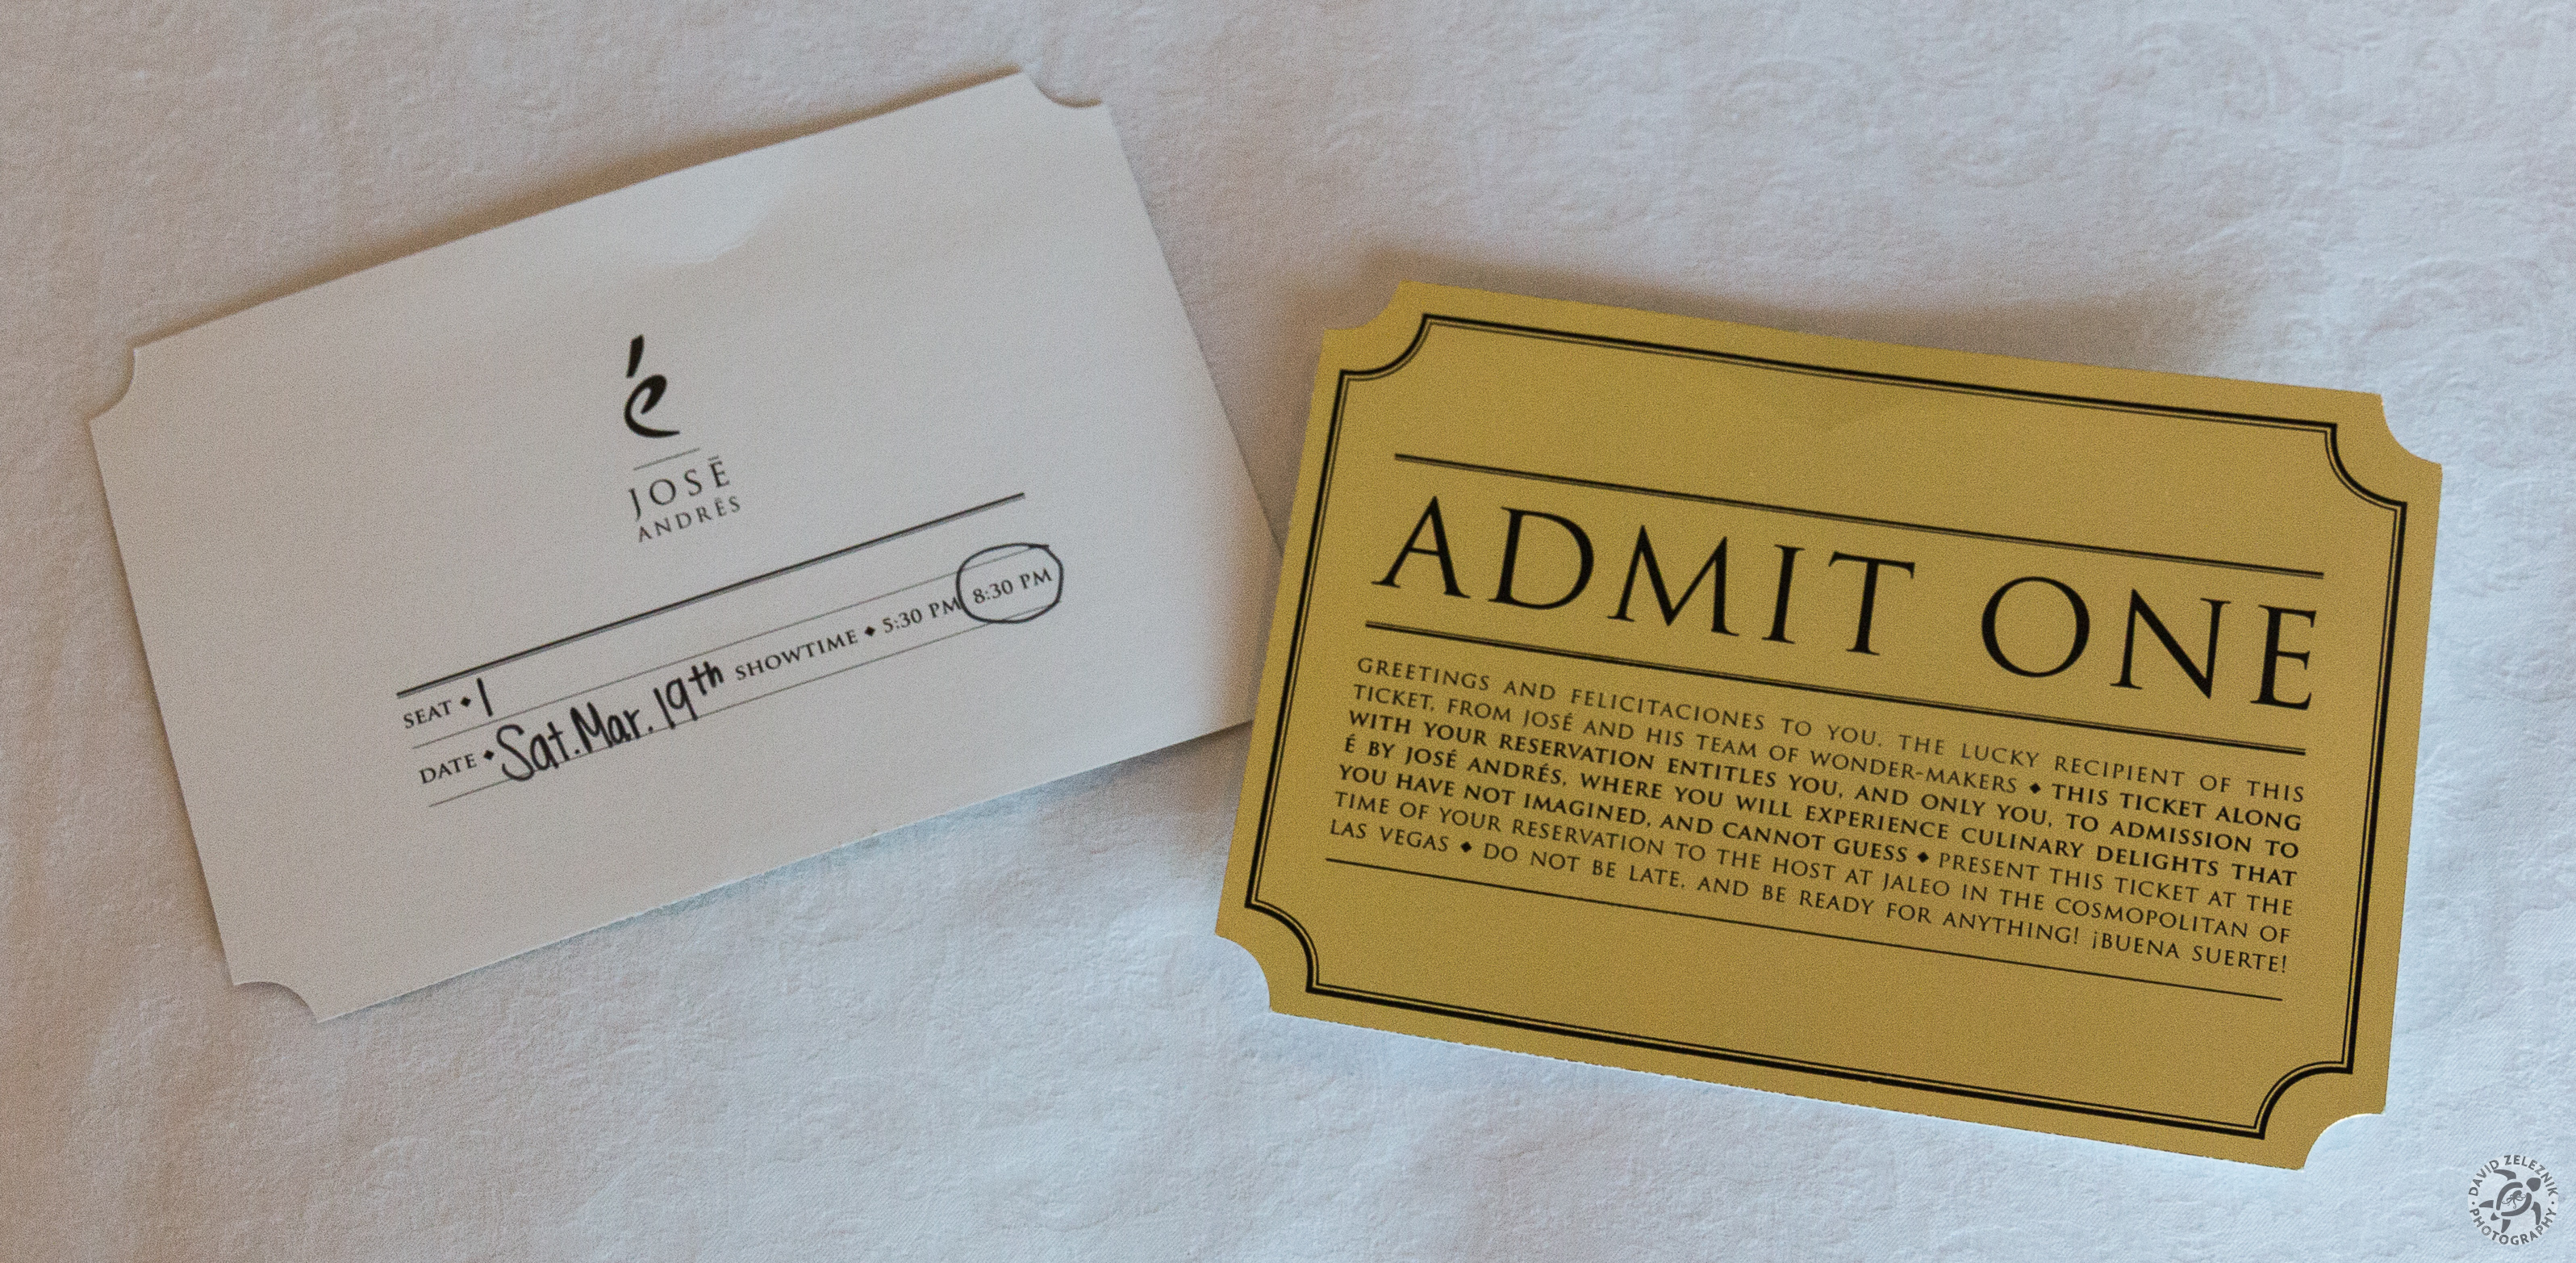 é
JOSĒ
ANDRĒS
SEAT ◆ 1
DATE ◆ Sat. Mar. 19th SHOWTIME ◆ 5:30 PM 8:30 PM
ADMIT ONE
GREETINGS AND FELICITACIONES TO YOU, THE LUCKY RECIPIENT OF THIS
TICKET, FROM JOSÉ AND HIS TEAM OF WONDER-MAKERS ◆ THIS TICKET ALONG
WITH YOUR RESERVATION ENTITLES YOU, AND ONLY YOU, TO ADMISSION TO
É BY JOSÉ ANDRÉS, WHERE YOU WILL EXPERIENCE CULINARY DELIGHTS THAT
YOU HAVE NOT IMAGINED, AND CANNOT GUESS ◆ PRESENT THIS TICKET AT THE
TIME OF YOUR RESERVATION TO THE HOST AT JALEO IN THE COSMOPOLITAN OF
LAS VEGAS ◆ DO NOT BE LATE, AND BE READY FOR ANYTHING! ¡BUENA SUERTE!
DAVID ZELEZNIK
PHOTOGRAPHY